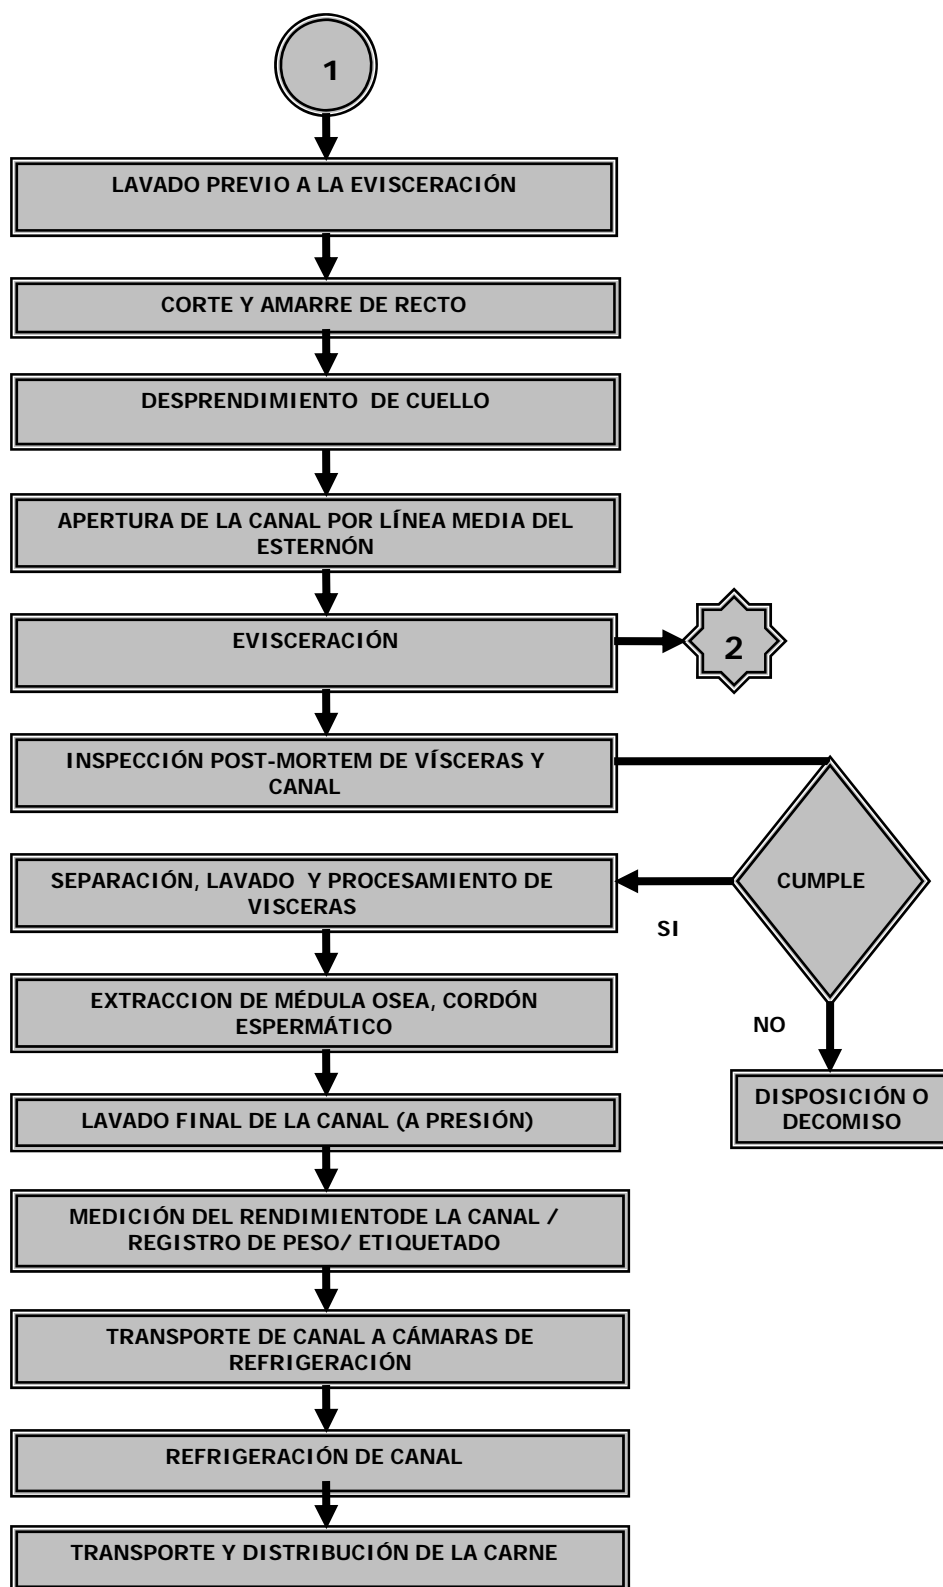 1
LAVADO PREVIO A LA EVISCERACIÓN
CORTE Y AMARRE DE RECTO
DESPRENDIMIENTO DE CUELLO
APERTURA DE LA CANAL POR LÍNEA MEDIA DEL
ESTERNÓN
EVISCERACIÓN
2
INSPECCIÓN POST-MORTEM DE VÍSCERAS Y
CANAL
CUMPLE
SEPARACIÓN, LAVADO Y PROCESAMIENTO DE
VISCERAS
SI
EXTRACCION DE MÉDULA OSEA, CORDÓN
ESPERMÁTICO
NO
DISPOSICIÓN O
DECOMISO
LAVADO FINAL DE LA CANAL (A PRESIÓN)
MEDICIÓN DEL RENDIMIENTODE LA CANAL /
REGISTRO DE PESO/ ETIQUETADO
TRANSPORTE DE CANAL A CÁMARAS DE
REFRIGERACIÓN
REFRIGERACIÓN DE CANAL
TRANSPORTE Y DISTRIBUCIÓN DE LA CARNE